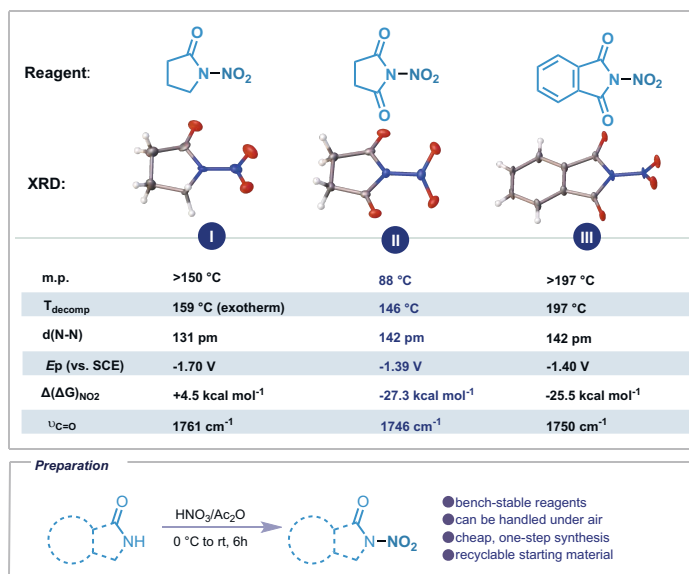 Reagent:
O
N–NO₂
O
N–NO₂
O
O
N–NO₂
O
XRD:
I II III
m.p. >150 °C 88 °C >197 °C
T_decomp 159 °C (exotherm) 146 °C 197 °C
d(N-N) 131 pm 142 pm 142 pm
Ep (vs. SCE) -1.70 V -1.39 V -1.40 V
Δ(ΔG)NO2 +4.5 kcal mol⁻¹ -27.3 kcal mol⁻¹ -25.5 kcal mol⁻¹
υC=O 1761 cm⁻¹ 1746 cm⁻¹ 1750 cm⁻¹
Preparation
O
NH
HNO₃/Ac₂O
0 °C to rt, 6h
O
N–NO₂
bench-stable reagents
can be handled under air
cheap, one-step synthesis
recyclable starting material